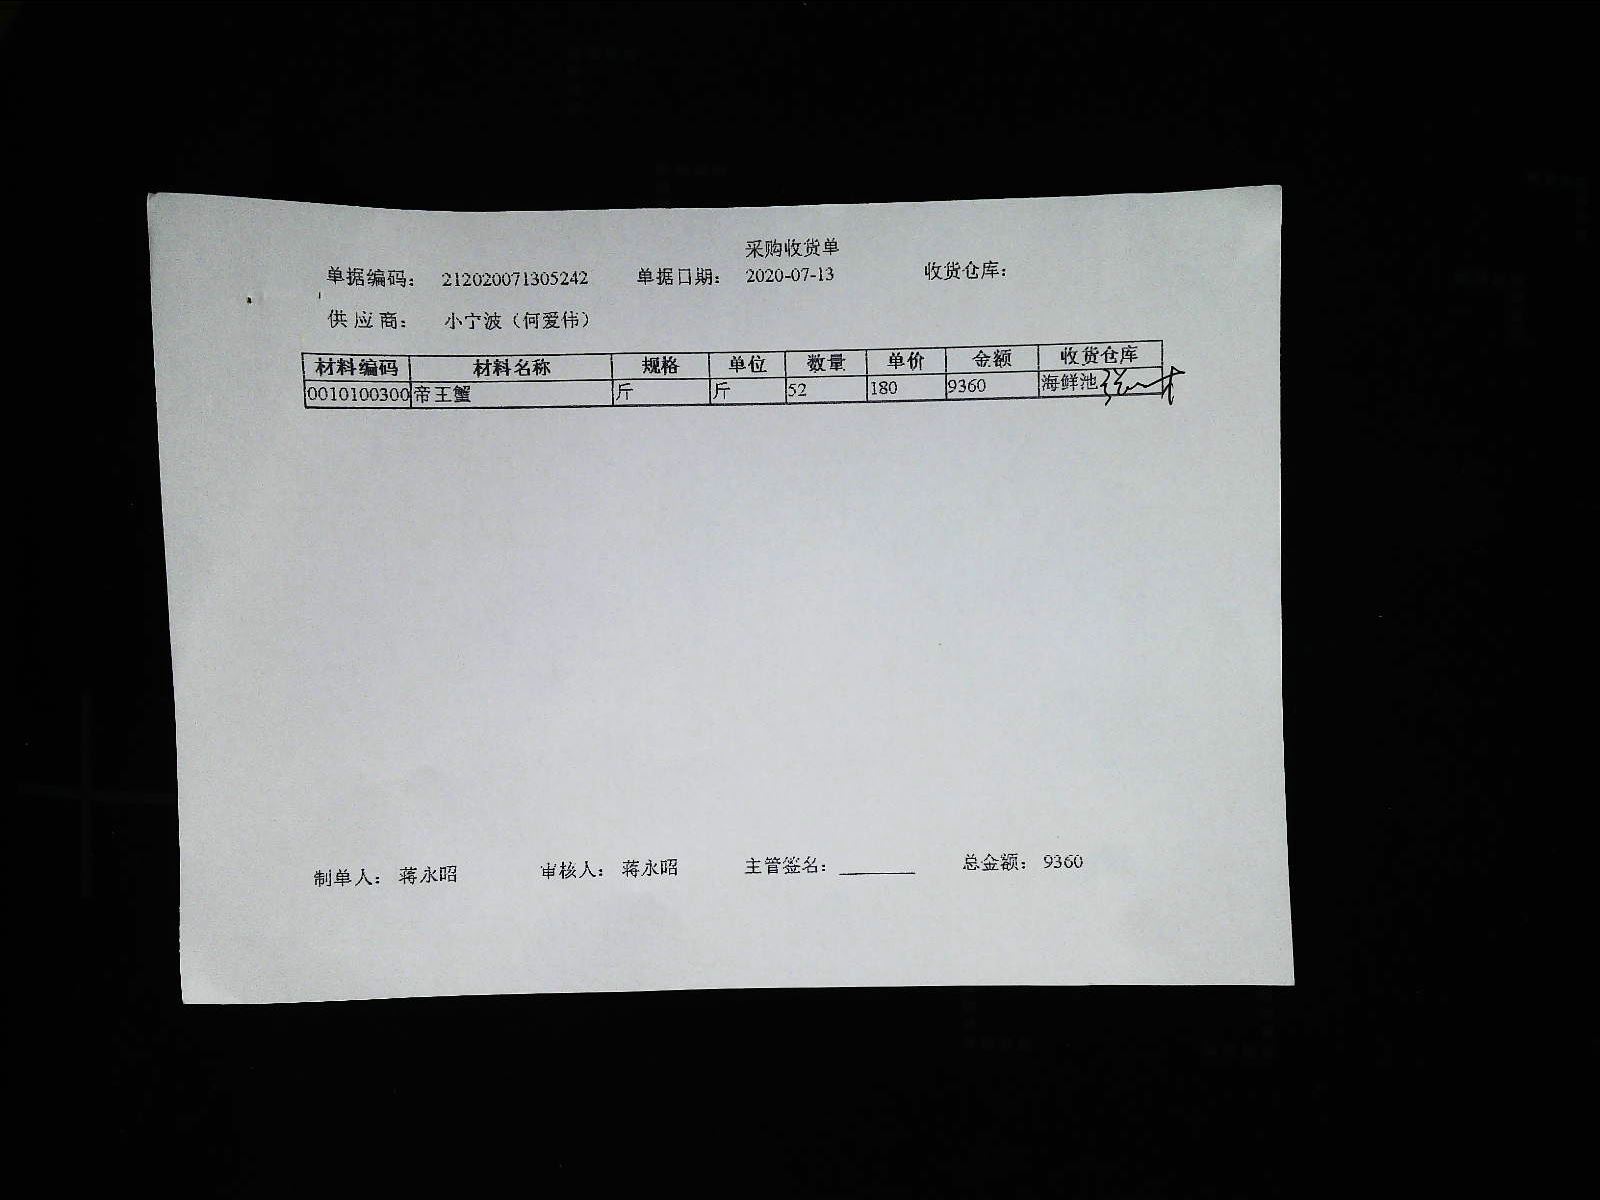 采购收货单
单据编码： 212020071305242 单据日期： 2020-07-13 收货仓库：
供 应 商： 小宁波（何爱伟）
材料编码 材料名称 规格 单位 数量 单价 金额 收货仓库
0010100300 帝王蟹 斤 斤 52 180 9360 海鲜池
制单人： 蒋永昭 审核人： 蒋永昭 主管签名： 总金额： 9360